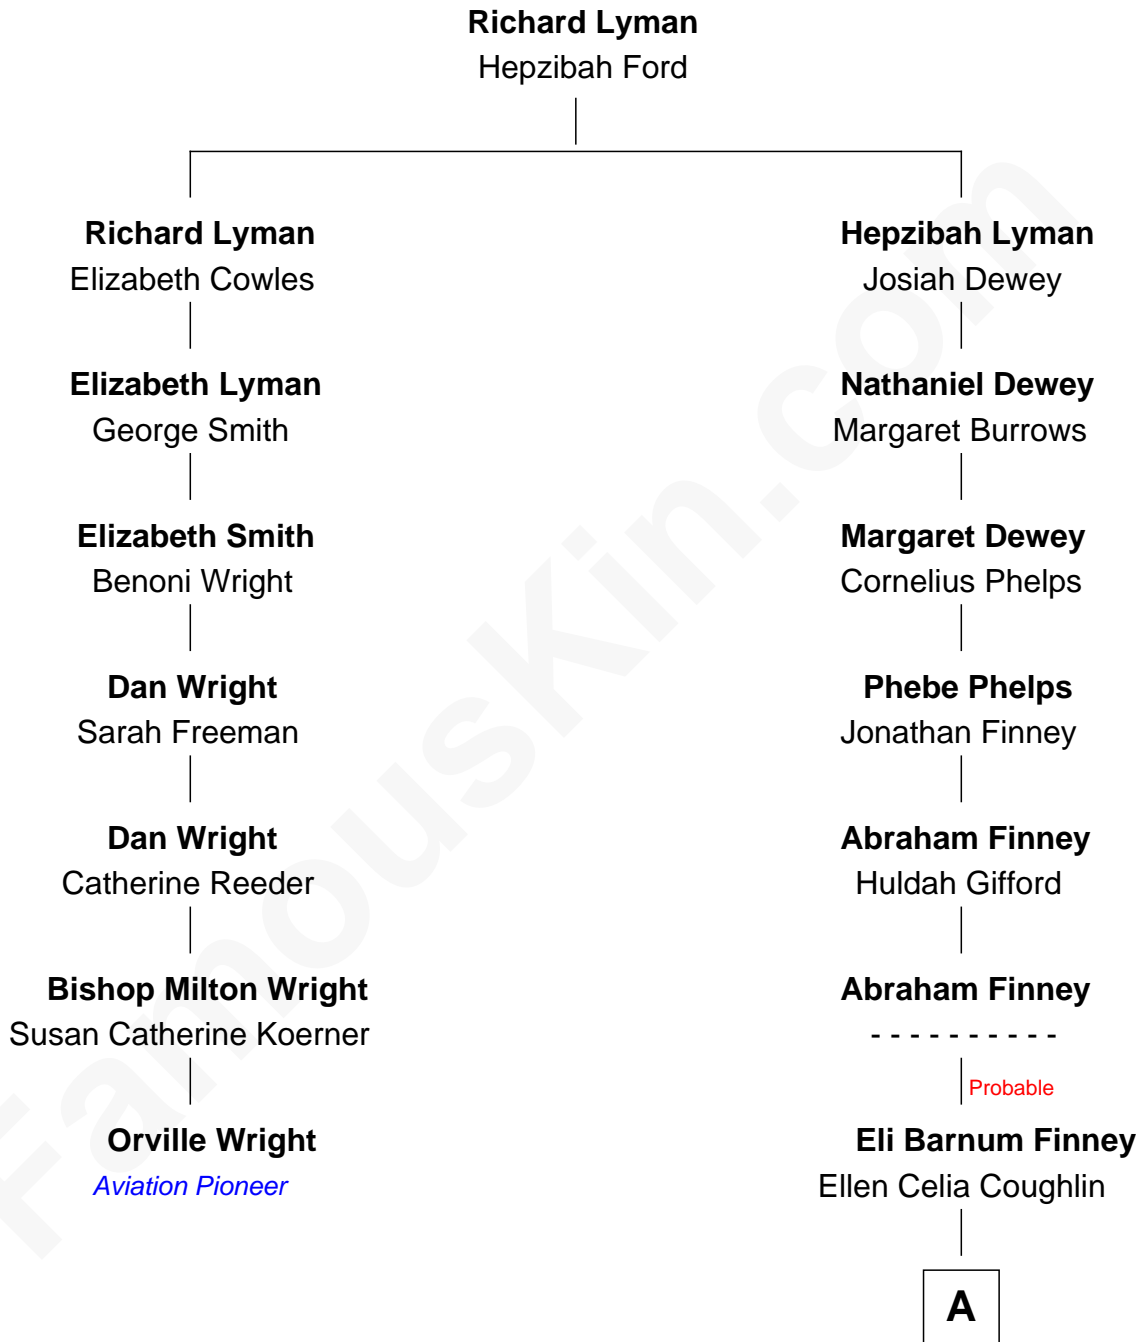 Richard Lyman
Hepzibah Ford
Richard Lyman
Elizabeth Cowles
Hepzibah Lyman
Josiah Dewey
Elizabeth Lyman
George Smith
Nathaniel Dewey
Margaret Burrows
Elizabeth Smith
Benoni Wright
Margaret Dewey
Cornelius Phelps
Dan Wright
Sarah Freeman
Phebe Phelps
Jonathan Finney
Dan Wright
Catherine Reeder
Abraham Finney
Huldah Gifford
Bishop Milton Wright
Susan Catherine Koerner
Abraham Finney
- - - - - - - - - -
Probable
Orville Wright
Aviation Pioneer
Eli Barnum Finney
Ellen Celia Coughlin
A
FamousKin.com